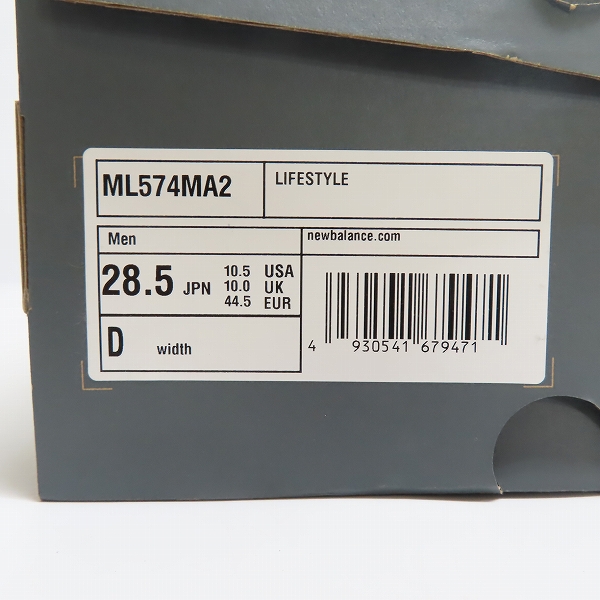 ML574MA2
LIFESTYLE
Men
newbalance.com
28.5 JPN
10.5 USA
10.0 UK
44.5 EUR
D width
4 930541 679471